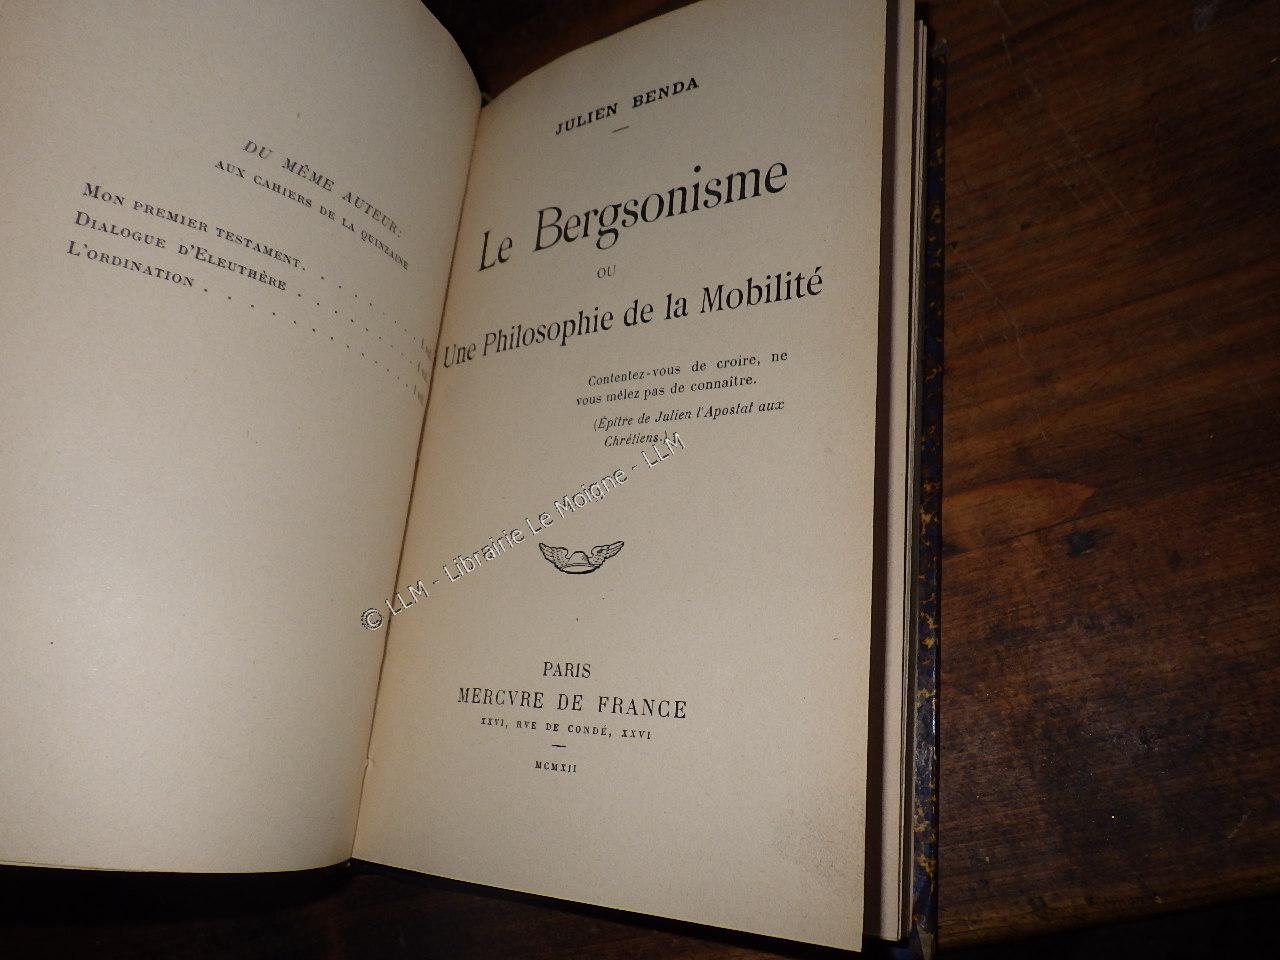 DU MÊME AUTEUR:
AUX CAHIERS DE LA QUINZAINE
MON PREMIER TESTAMENT. . . . .
DIALOGUE D'ELEUTHÈRE . . . . . . . .
L'ORDINATION . . . . . . . . . . .
JULIEN BENDA
Le Bergsonisme
OU
Une Philosophie de la Mobilité
Contentez-vous de croire, ne
vous mêlez pas de connaître.
(Épître de Julien l'Apostat aux
Chrétiens.)
PARIS
MERCVRE DE FRANCE
XXVI, RVE DE CONDÉ, XXVI
MCMXII
© LLM - Librairie Le Moigne - LLM